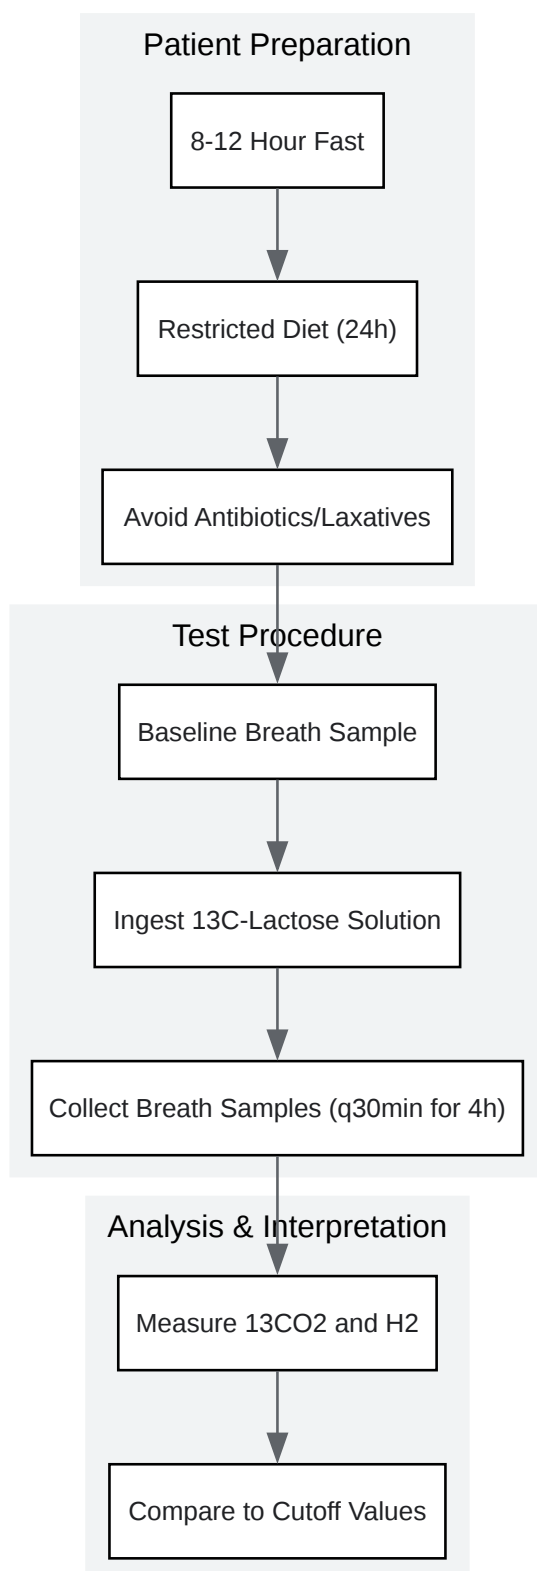 Patient Preparation
8-12 Hour Fast
Restricted Diet (24h)
Avoid Antibiotics/Laxatives
Test Procedure
Baseline Breath Sample
Ingest 13C-Lactose Solution
Collect Breath Samples (q30min for 4h)
Analysis & Interpretation
Measure 13CO2 and H2
Compare to Cutoff Values